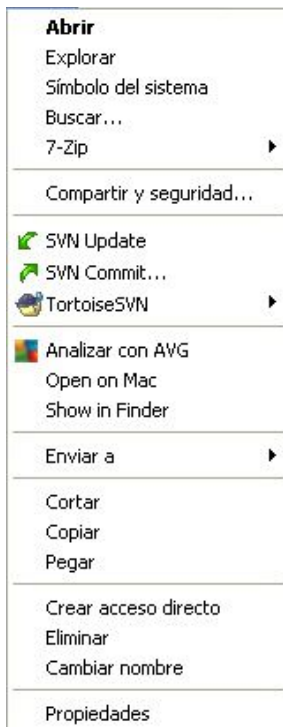 Abrir
Explorar
Símbolo del sistema
Buscar...
7-Zip
Compartir y seguridad...
SVN Update
SVN Commit...
TortoiseSVN
Analizar con AVG
Open on Mac
Show in Finder
Enviar a
Cortar
Copiar
Pegar
Crear acceso directo
Eliminar
Cambiar nombre
Propiedades